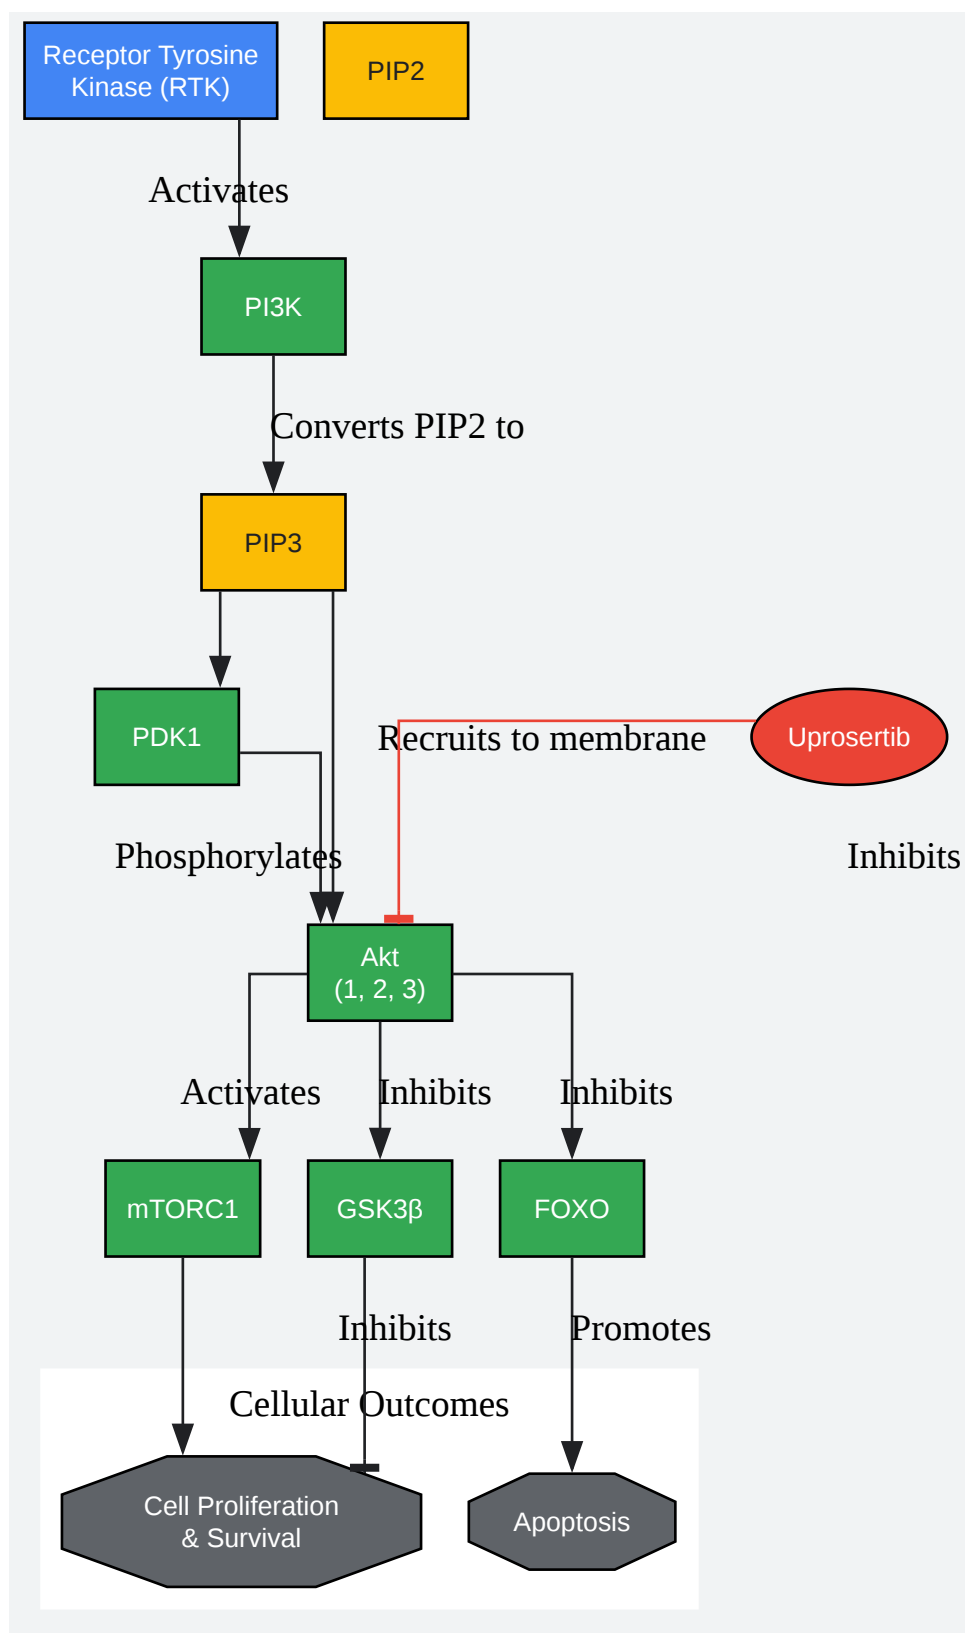 Receptor Tyrosine
Kinase (RTK)
PIP2
Activates
PI3K
Converts PIP2 to
PIP3
PDK1
Recruits to membrane
Uprosertib
Phosphorylates
Inhibits
Akt
(1, 2, 3)
Activates
Inhibits
Inhibits
mTORC1
GSK3β
FOXO
Inhibits
Promotes
Cellular Outcomes
Cell Proliferation
& Survival
Apoptosis